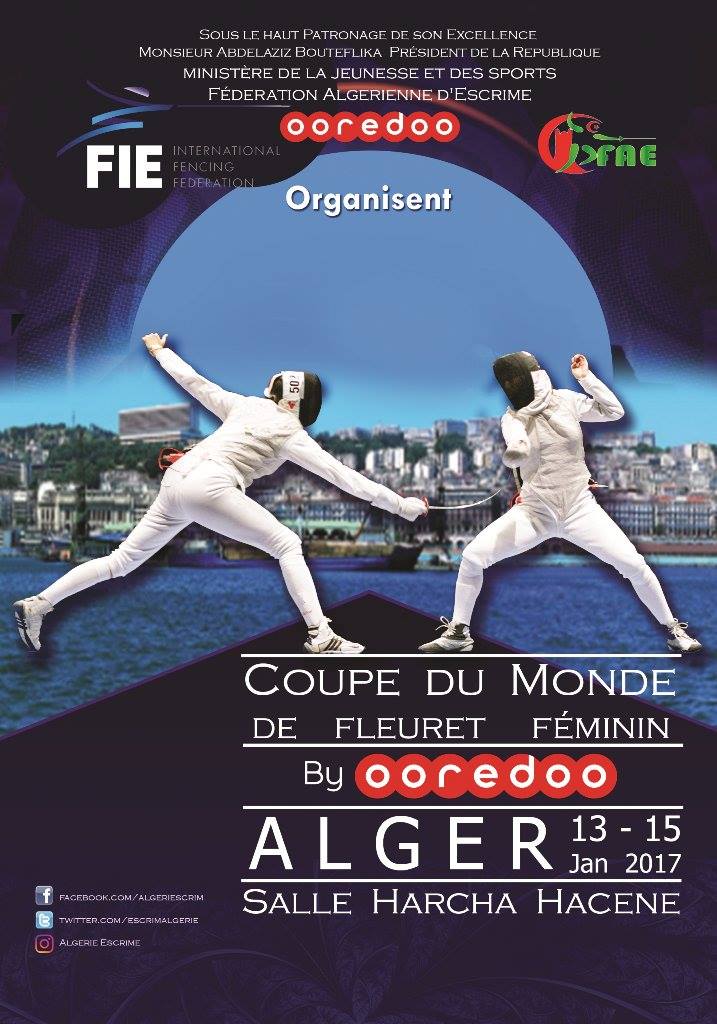 Sous le haut Patronage de son Excellence
Monsieur Abdelaziz Bouteflika Président de la Republique
MINISTÈRE DE LA JEUNESSE ET DES SPORTS
Féderation Algerienne d'Escrime
ooredoo
FIE INTERNATIONAL
FENCING
FEDERATION
FAE
Organisent
50
Coupe du Monde
de fleuret féminin
By ooredoo
ALGER 13 - 15
Jan 2017
Salle Harcha Hacene
facebook.com/algeriescrim
twitter.com/escrimalgerie
Algerie Escrime